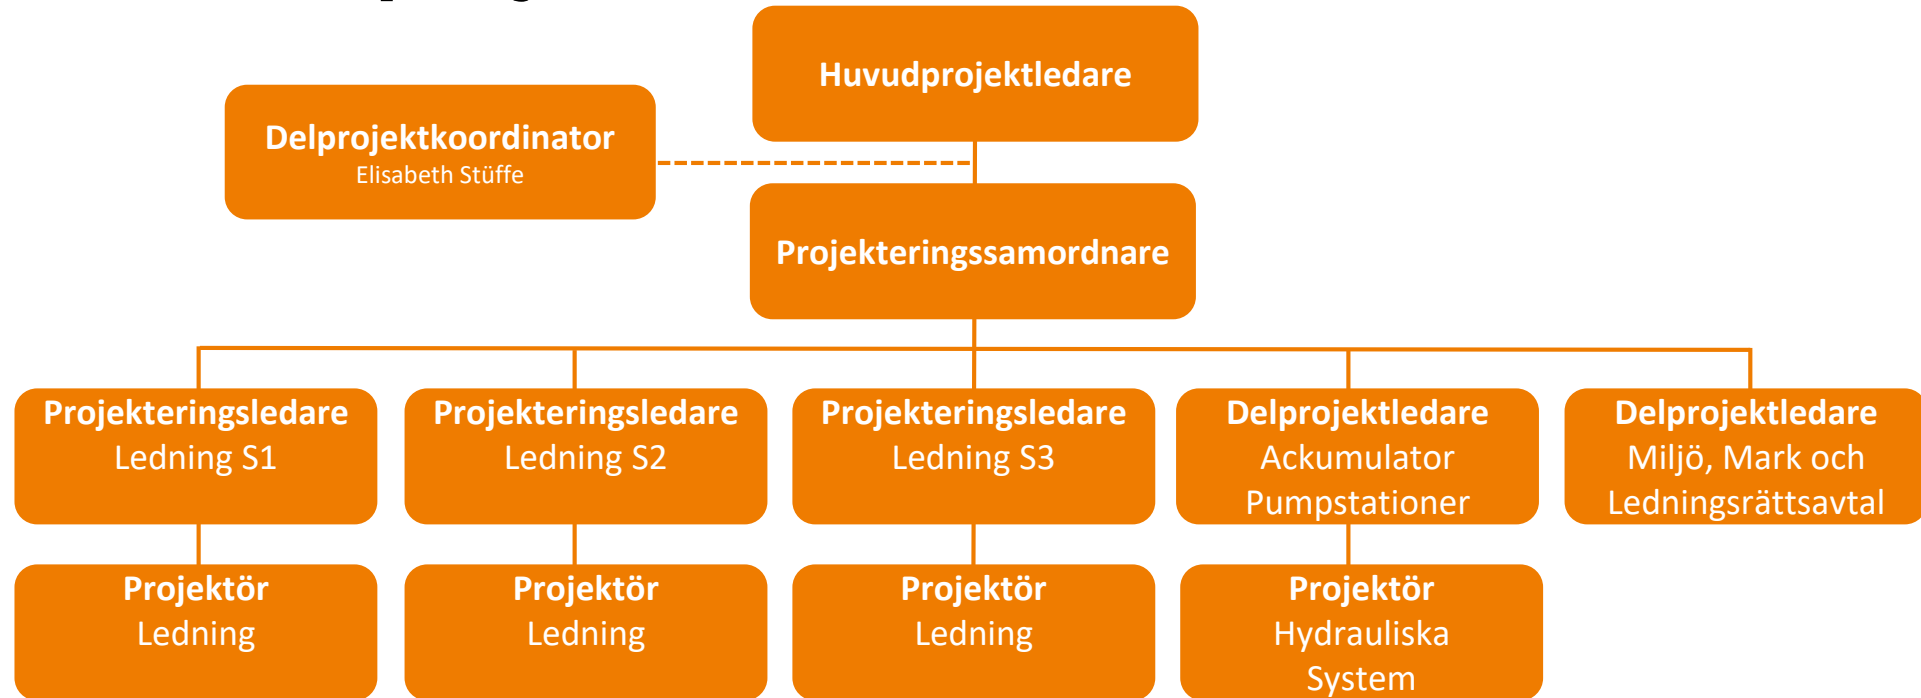 Huvudprojektledare
Delprojektkoordinator
Elisabeth Stüffe
Projekteringssamordnare
Projekteringsledare
Ledning S1
Projekteringsledare
Ledning S2
Projekteringsledare
Ledning S3
Delprojektledare
Ackumulator
Pumpstationer
Delprojektledare
Miljö, Mark och
Ledningsrättsavtal
Projektör
Ledning
Projektör
Ledning
Projektör
Ledning
Projektör
Hydrauliska
System